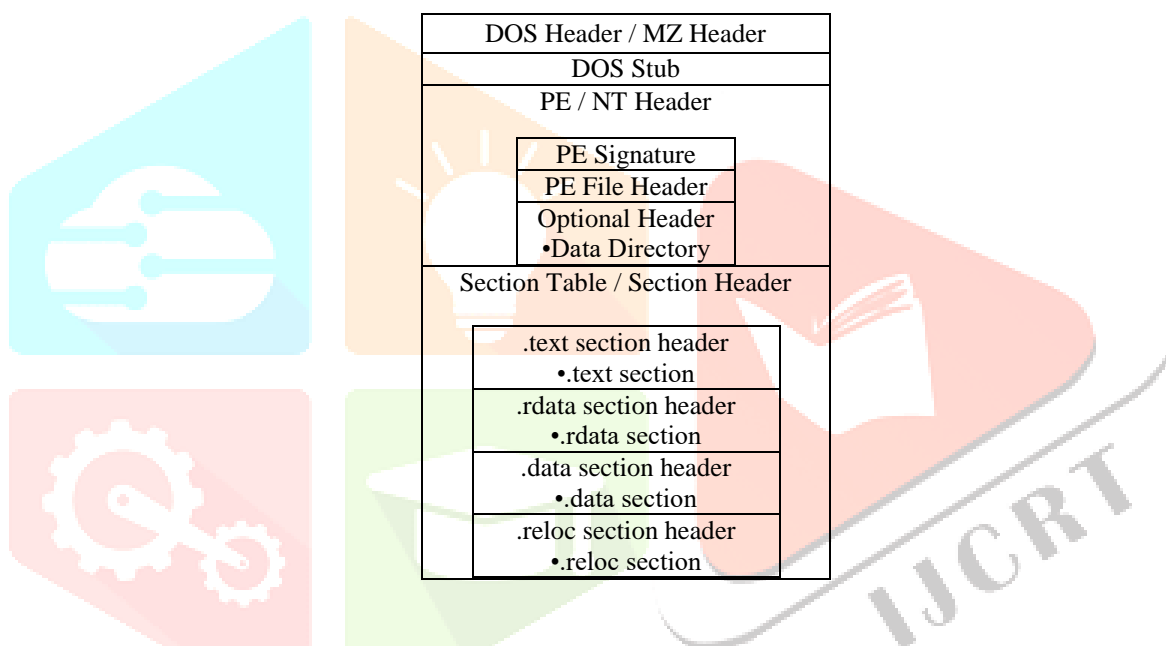 DOS Header / MZ Header
DOS Stub
PE / NT Header
PE Signature
PE File Header
Optional Header
•Data Directory
Section Table / Section Header
.text section header
•.text section
.rdata section header
•.rdata section
.data section header
•.data section
.reloc section header
•.reloc section
IJCRT